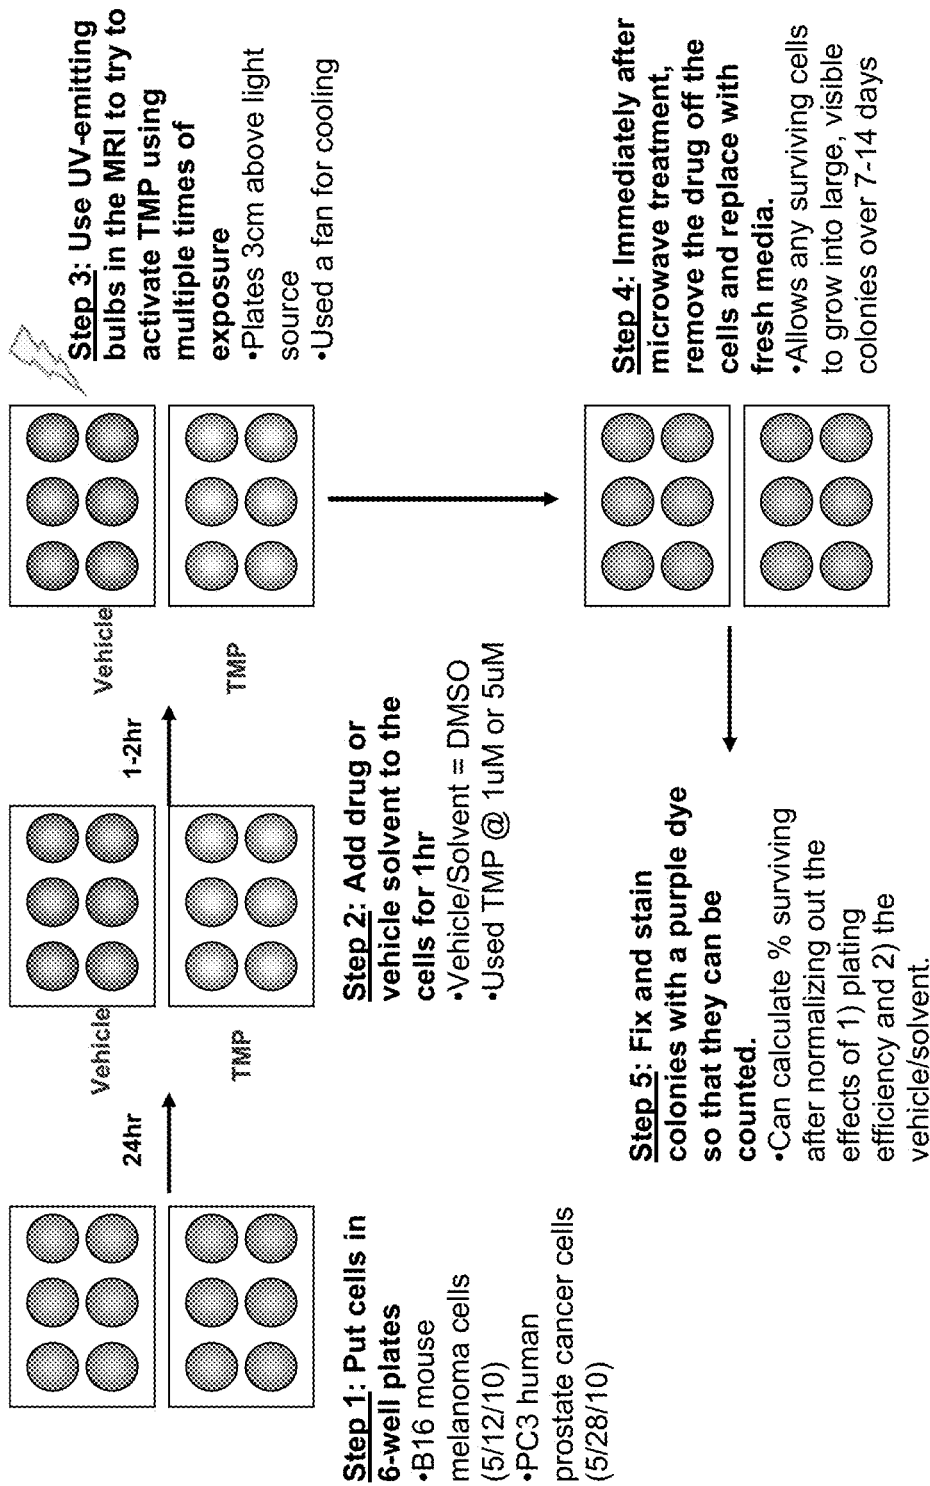 Step 1: Put cells in
6-well plates
•B16 mouse
melanoma cells
(5/12/10)
•PC3 human
prostate cancer cells
(5/28/10)
24hr
Vehicle
TMP
Step 2: Add drug or
vehicle solvent to the
cells for 1hr
•Vehicle/Solvent = DMSO
•Used TMP @ 1uM or 5uM
1-2hr
Vehicle
TMP
Step 3: Use UV-emitting
bulbs in the MRI to try to
activate TMP using
multiple times of
exposure
•Plates 3cm above light
source
•Used a fan for cooling
Step 4: Immediately after
microwave treatment,
remove the drug off the
cells and replace with
fresh media.
•Allows any surviving cells
to grow into large, visible
colonies over 7-14 days
Step 5: Fix and stain
colonies with a purple dye
so that they can be
counted.
•Can calculate % surviving
after normalizing out the
effects of 1) plating
efficiency and 2) the
vehicle/solvent.